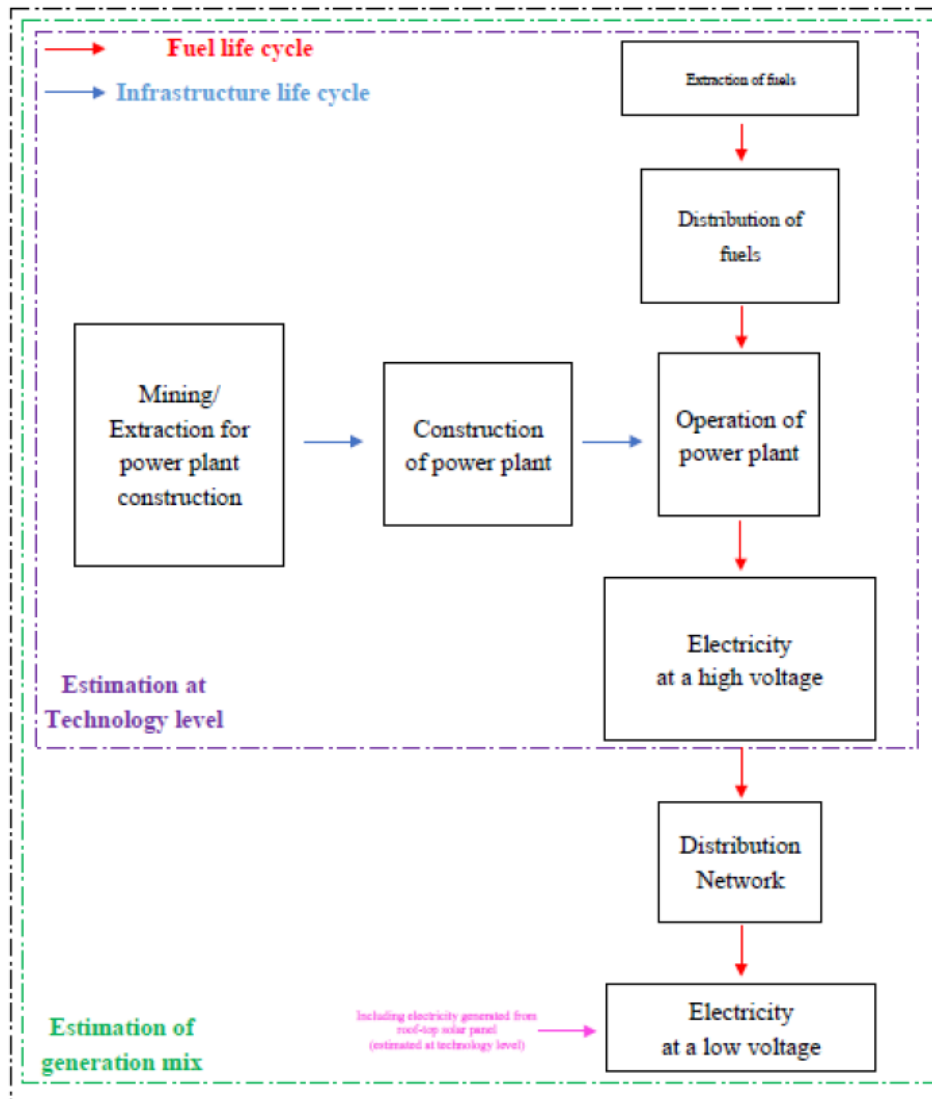 Fuel life cycle
Infrastructure life cycle
Extraction of fuels
Distribution of
fuels
Mining/
Extraction for
power plant
construction
Construction
of power plant
Operation of
power plant
Electricity
at a high voltage
Estimation at
Technology level
Distribution
Network
Including electricity generated from
roof-top solar panel
(estimated at technology level)
Electricity
at a low voltage
Estimation of
generation mix